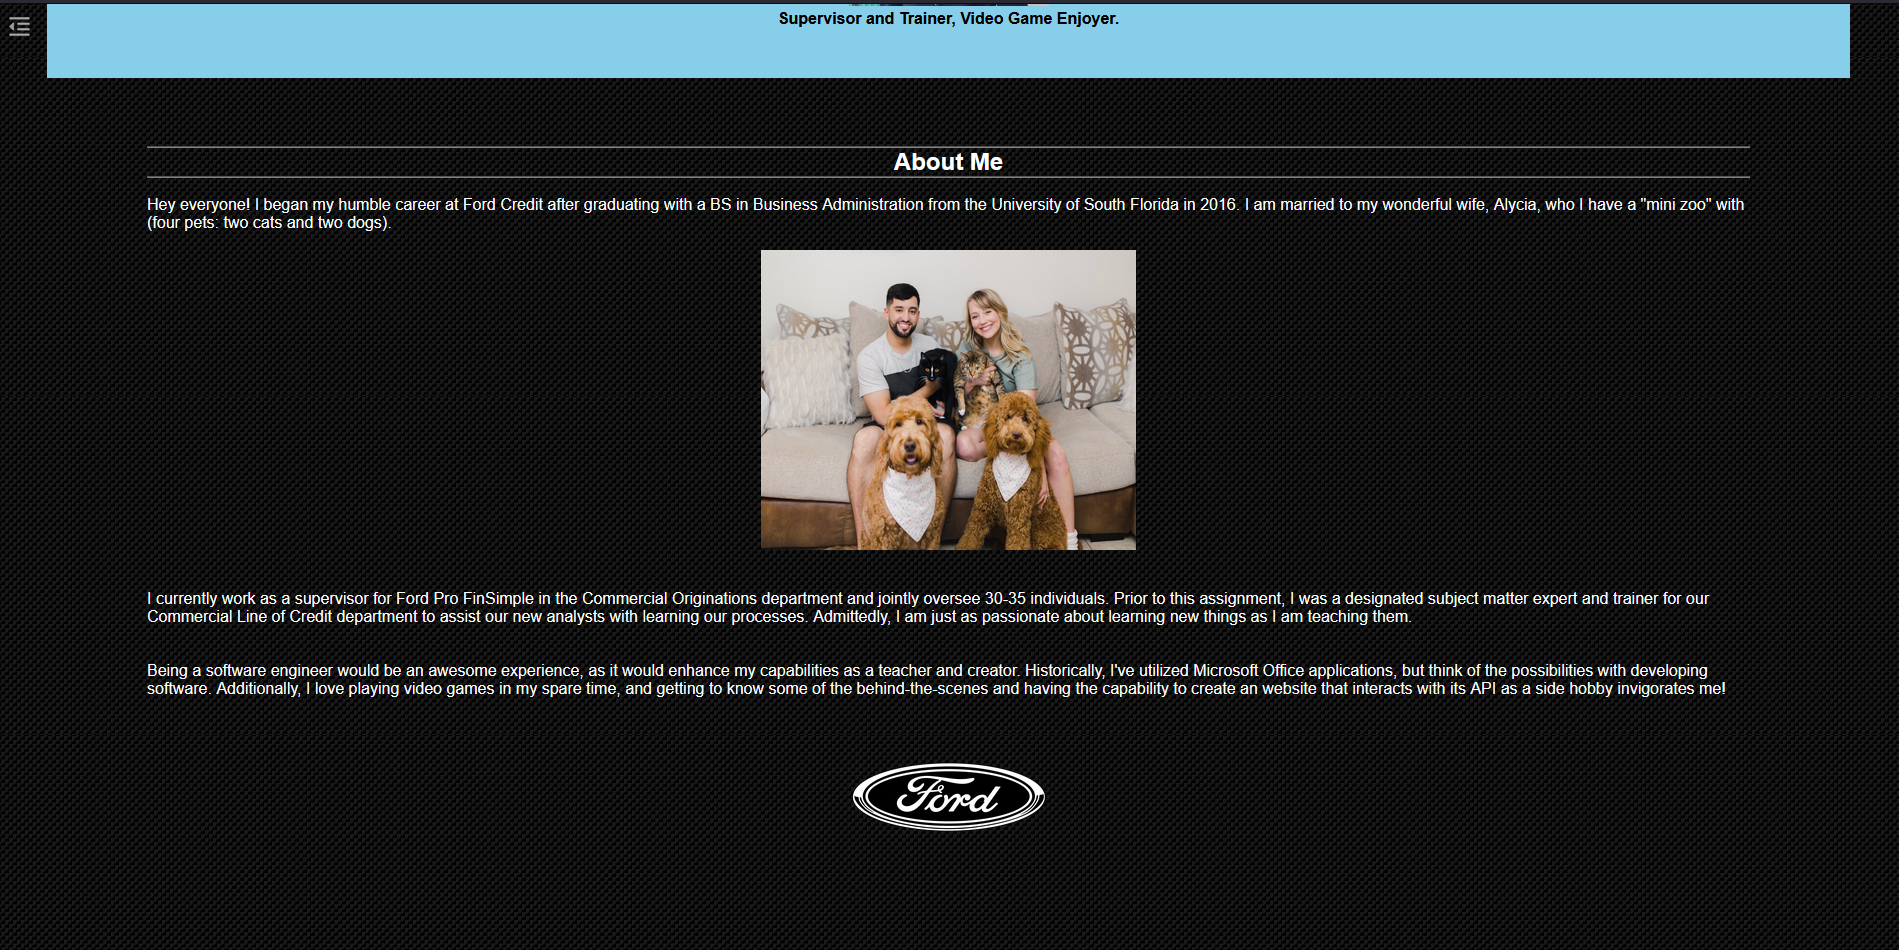 Supervisor and Trainer, Video Game Enjoyer.
About Me
Hey everyone! I began my humble career at Ford Credit after graduating with a BS in Business Administration from the University of South Florida in 2016. I am married to my wonderful wife, Alycia, who I have a "mini zoo" with
(four pets: two cats and two dogs).
I currently work as a supervisor for Ford Pro FinSimple in the Commercial Originations department and jointly oversee 30-35 individuals. Prior to this assignment, I was a designated subject matter expert and trainer for our
Commercial Line of Credit department to assist our new analysts with learning our processes. Admittedly, I am just as passionate about learning new things as I am teaching them.
Being a software engineer would be an awesome experience, as it would enhance my capabilities as a teacher and creator. Historically, I've utilized Microsoft Office applications, but think of the possibilities with developing
software. Additionally, I love playing video games in my spare time, and getting to know some of the behind-the-scenes and having the capability to create an website that interacts with its API as a side hobby invigorates me!
Ford